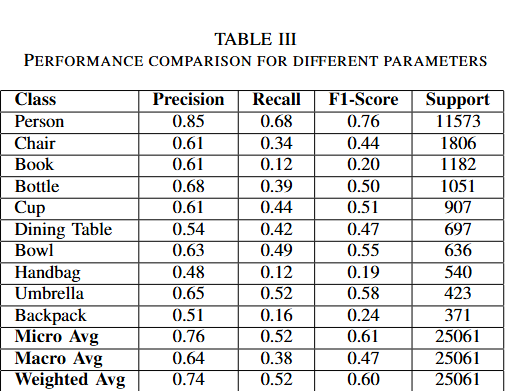 TABLE III
PERFORMANCE COMPARISON FOR DIFFERENT PARAMETERS
Class Precision Recall F1-Score Support
Person 0.85 0.68 0.76 11573
Chair 0.61 0.34 0.44 1806
Book 0.61 0.12 0.20 1182
Bottle 0.68 0.39 0.50 1051
Cup 0.61 0.44 0.51 907
Dining Table 0.54 0.42 0.47 697
Bowl 0.63 0.49 0.55 636
Handbag 0.48 0.12 0.19 540
Umbrella 0.65 0.52 0.58 423
Backpack 0.51 0.16 0.24 371
Micro Avg 0.76 0.52 0.61 25061
Macro Avg 0.64 0.38 0.47 25061
Weighted Avg 0.74 0.52 0.60 25061